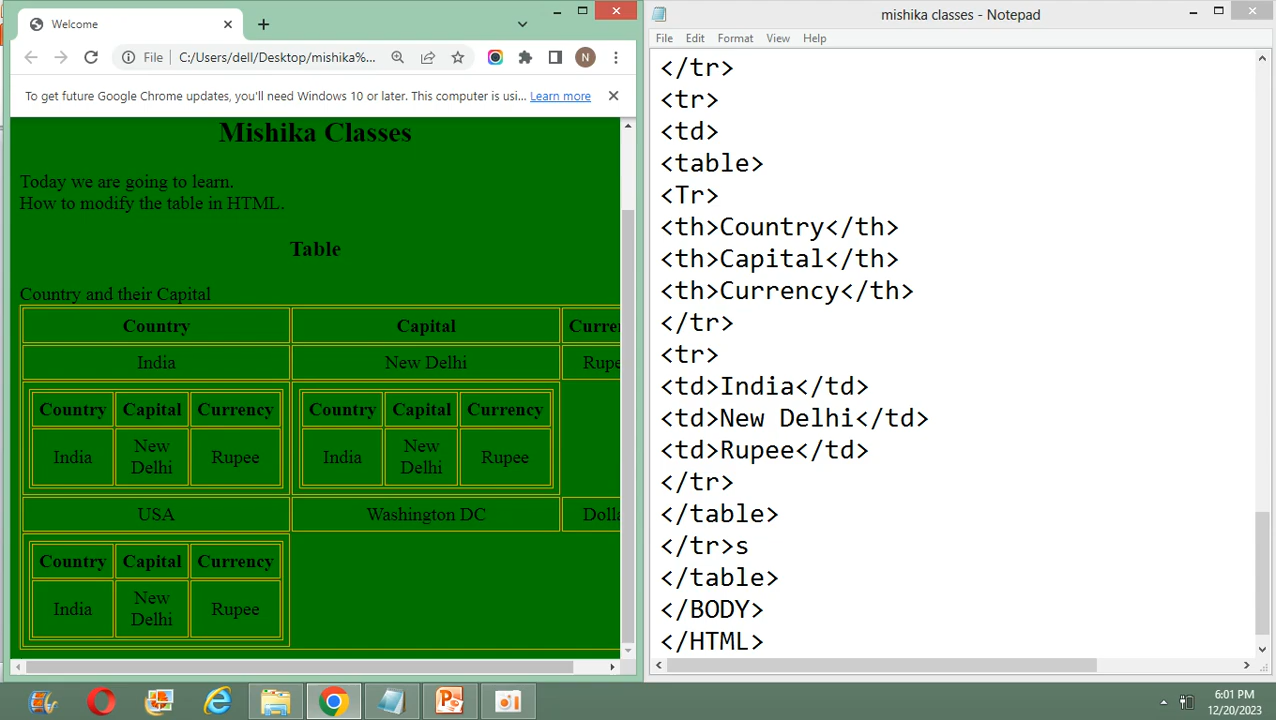 Welcome
File C:/Users/dell/Desktop/mishika%...
N
To get future Google Chrome updates, you'll need Windows 10 or later. This computer is usi... Learn more
Mishika Classes
Today we are going to learn.
How to modify the table in HTML.
Table
Country and their Capital
Country Capital Curre
India New Delhi Rupe
Country Capital Currency Country Capital Currency
India New Delhi Rupee India New Delhi Rupee
USA Washington DC Dolla
Country Capital Currency
India New Delhi Rupee
mishika classes - Notepad
File Edit Format View Help
</tr>
<tr>
<td>
<table>
<Tr>
<th>Country</th>
<th>Capital</th>
<th>Currency</th>
</tr>
<tr>
<td>India</td>
<td>New Delhi</td>
<td>Rupee</td>
</tr>
</table>
</tr>s
</table>
</BODY>
</HTML>
6:01 PM
12/20/2023